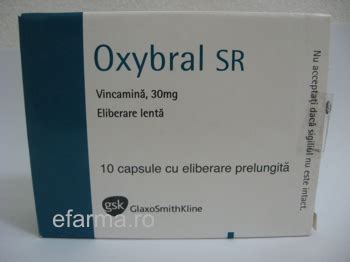 Oxybral SR
Vincamină, 30mg
Eliberare lentă
10 capsule cu eliberare prelungită
gsk GlaxoSmithKline
Nu acceptați dacă sigiliul
nu este intact.
efarma.ro